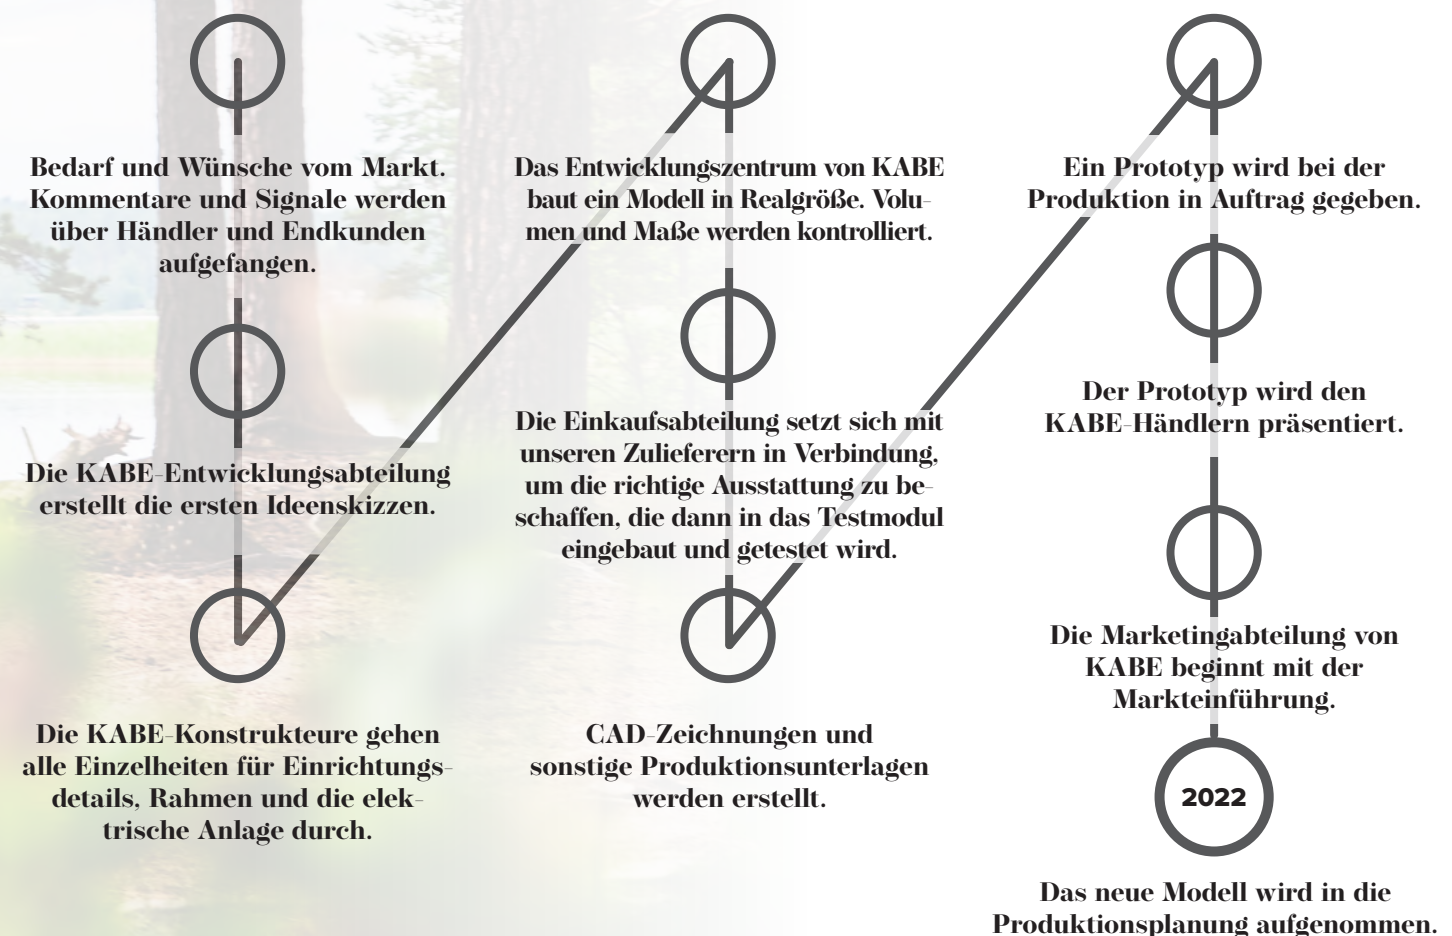 Bedarf und Wünsche vom Markt.
Kommentare und Signale werden
über Händler und Endkunden
aufgefangen.
Die KABE-Entwicklungsabteilung
erstellt die ersten Ideenskizzen.
Die KABE-Konstrukteure gehen
alle Einzelheiten für Einrichtungs-
details, Rahmen und die elek-
trische Anlage durch.
Das Entwicklungszentrum von KABE
baut ein Modell in Realgröße. Volu-
men und Maße werden kontrolliert.
Die Einkaufsabteilung setzt sich mit
unseren Zulieferern in Verbindung,
um die richtige Ausstattung zu be-
schaffen, die dann in das Testmodul
eingebaut und getestet wird.
CAD-Zeichnungen und
sonstige Produktionsunterlagen
werden erstellt.
Ein Prototyp wird bei der
Produktion in Auftrag gegeben.
Der Prototyp wird den
KABE-Händlern präsentiert.
Die Marketingabteilung von
KABE beginnt mit der
Markteinführung.
2022
Das neue Modell wird in die
Produktionsplanung aufgenommen.